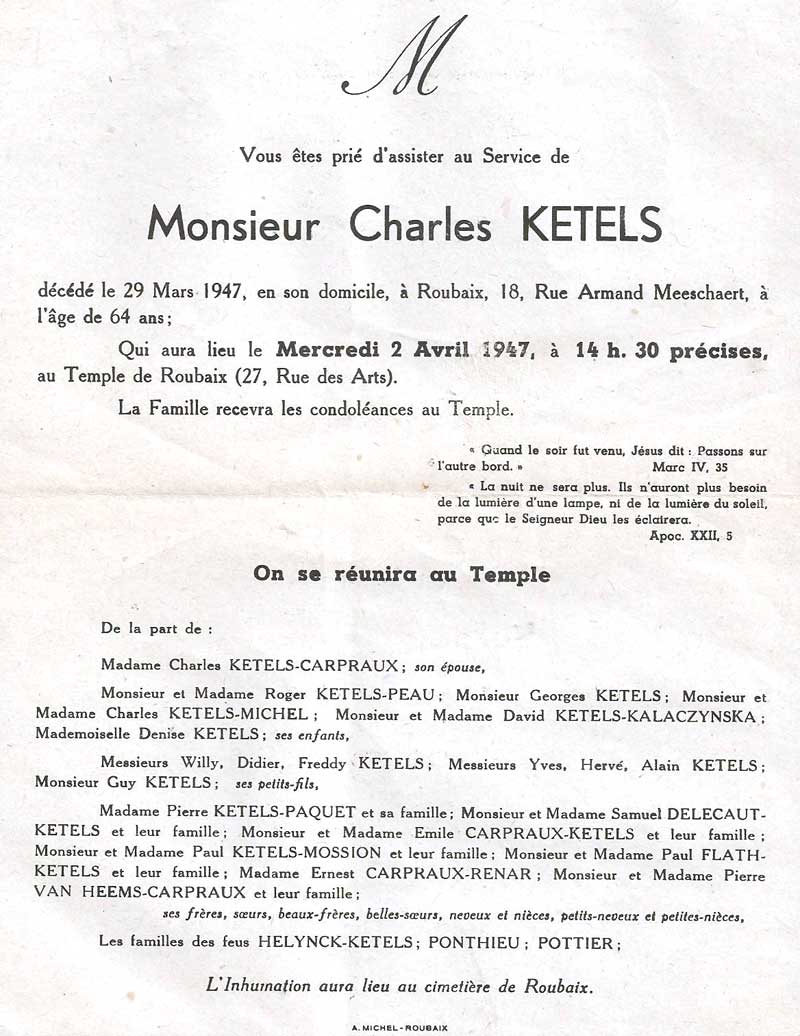 M
Vous êtes prié d'assister au Service de
Monsieur Charles KETELS
décédé le 29 Mars 1947, en son domicile, à Roubaix, 18, Rue Armand Meeschaert, à
l'âge de 64 ans;
Qui aura lieu le Mercredi 2 Avril 1947, à 14 h. 30 précises,
au Temple de Roubaix (27, Rue des Arts).
La Famille recevra les condoléances au Temple.
« Quand le soir fut venu, Jésus dit : Passons sur
l'autre bord. » Marc IV, 35
« La nuit ne sera plus. Ils n'auront plus besoin
de la lumière d'une lampe, ni de la lumière du soleil,
parce que le Seigneur Dieu les éclairera.
Apoc. XXII, 5
On se réunira au Temple
De la part de :
Madame Charles KETELS-CARPRAUX ; son épouse,
Monsieur et Madame Roger KETELS-PEAU ; Monsieur Georges KETELS ; Monsieur et
Madame Charles KETELS-MICHEL ; Monsieur et Madame David KETELS-KALACZYNSKA ;
Mademoiselle Denise KETELS ; ses enfants,
Messieurs Willy, Didier, Freddy KETELS ; Messieurs Yves, Hervé, Alain KETELS ;
Monsieur Guy KETELS ; ses petits-fils,
Madame Pierre KETELS-PAQUET et sa famille ; Monsieur et Madame Samuel DELECAUT-
KETELS et leur famille ; Monsieur et Madame Emile CARPRAUX-KETELS et leur famille ;
Monsieur et Madame Paul KETELS-MOSSION et leur famille ; Monsieur et Madame Paul FLATH-
KETELS et leur famille ; Madame Ernest CARPRAUX-RENAR ; Monsieur et Madame Pierre
VAN HEEMS-CARPRAUX et leur famille ;
ses frères, sœurs, beaux-frères, belles-sœurs, neveux et nièces, petits-neveux et petites-nièces,
Les familles des feus HELYNCK-KETELS ; PONTHIEU ; POTTIER ;
L'Inhumation aura lieu au cimetière de Roubaix.
A. MICHEL - ROUBAIX